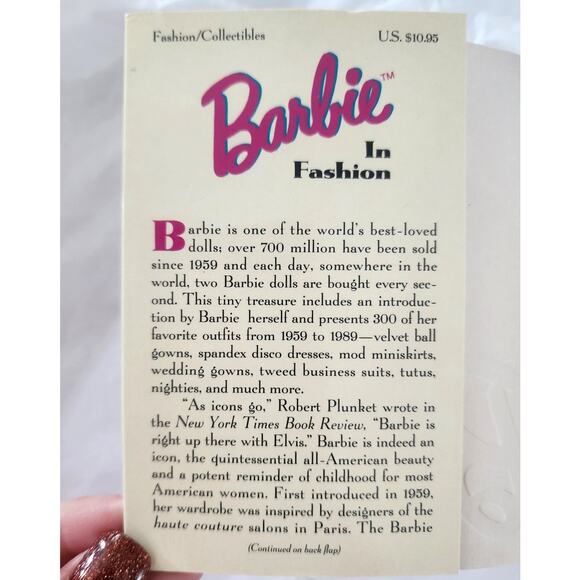 Fashion/Collectibles U.S. $10.95
Barbie™
In
Fashion
Barbie is one of the world's best-loved
dolls; over 700 million have been sold
since 1959 and each day, somewhere in the
world, two Barbie dolls are bought every sec-
ond. This tiny treasure includes an introduc-
tion by Barbie herself and presents 300 of her
favorite outfits from 1959 to 1989—velvet ball
gowns, spandex disco dresses, mod miniskirts,
wedding gowns, tweed business suits, tutus,
nighties, and much more.
"As icons go," Robert Plunket wrote in
the New York Times Book Review, "Barbie is
right up there with Elvis." Barbie is indeed an
icon, the quintessential all-American beauty
and a potent reminder of childhood for most
American women. First introduced in 1959,
her wardrobe was inspired by designers of the
haute couture salons in Paris. The Barbie
(Continued on back flap)